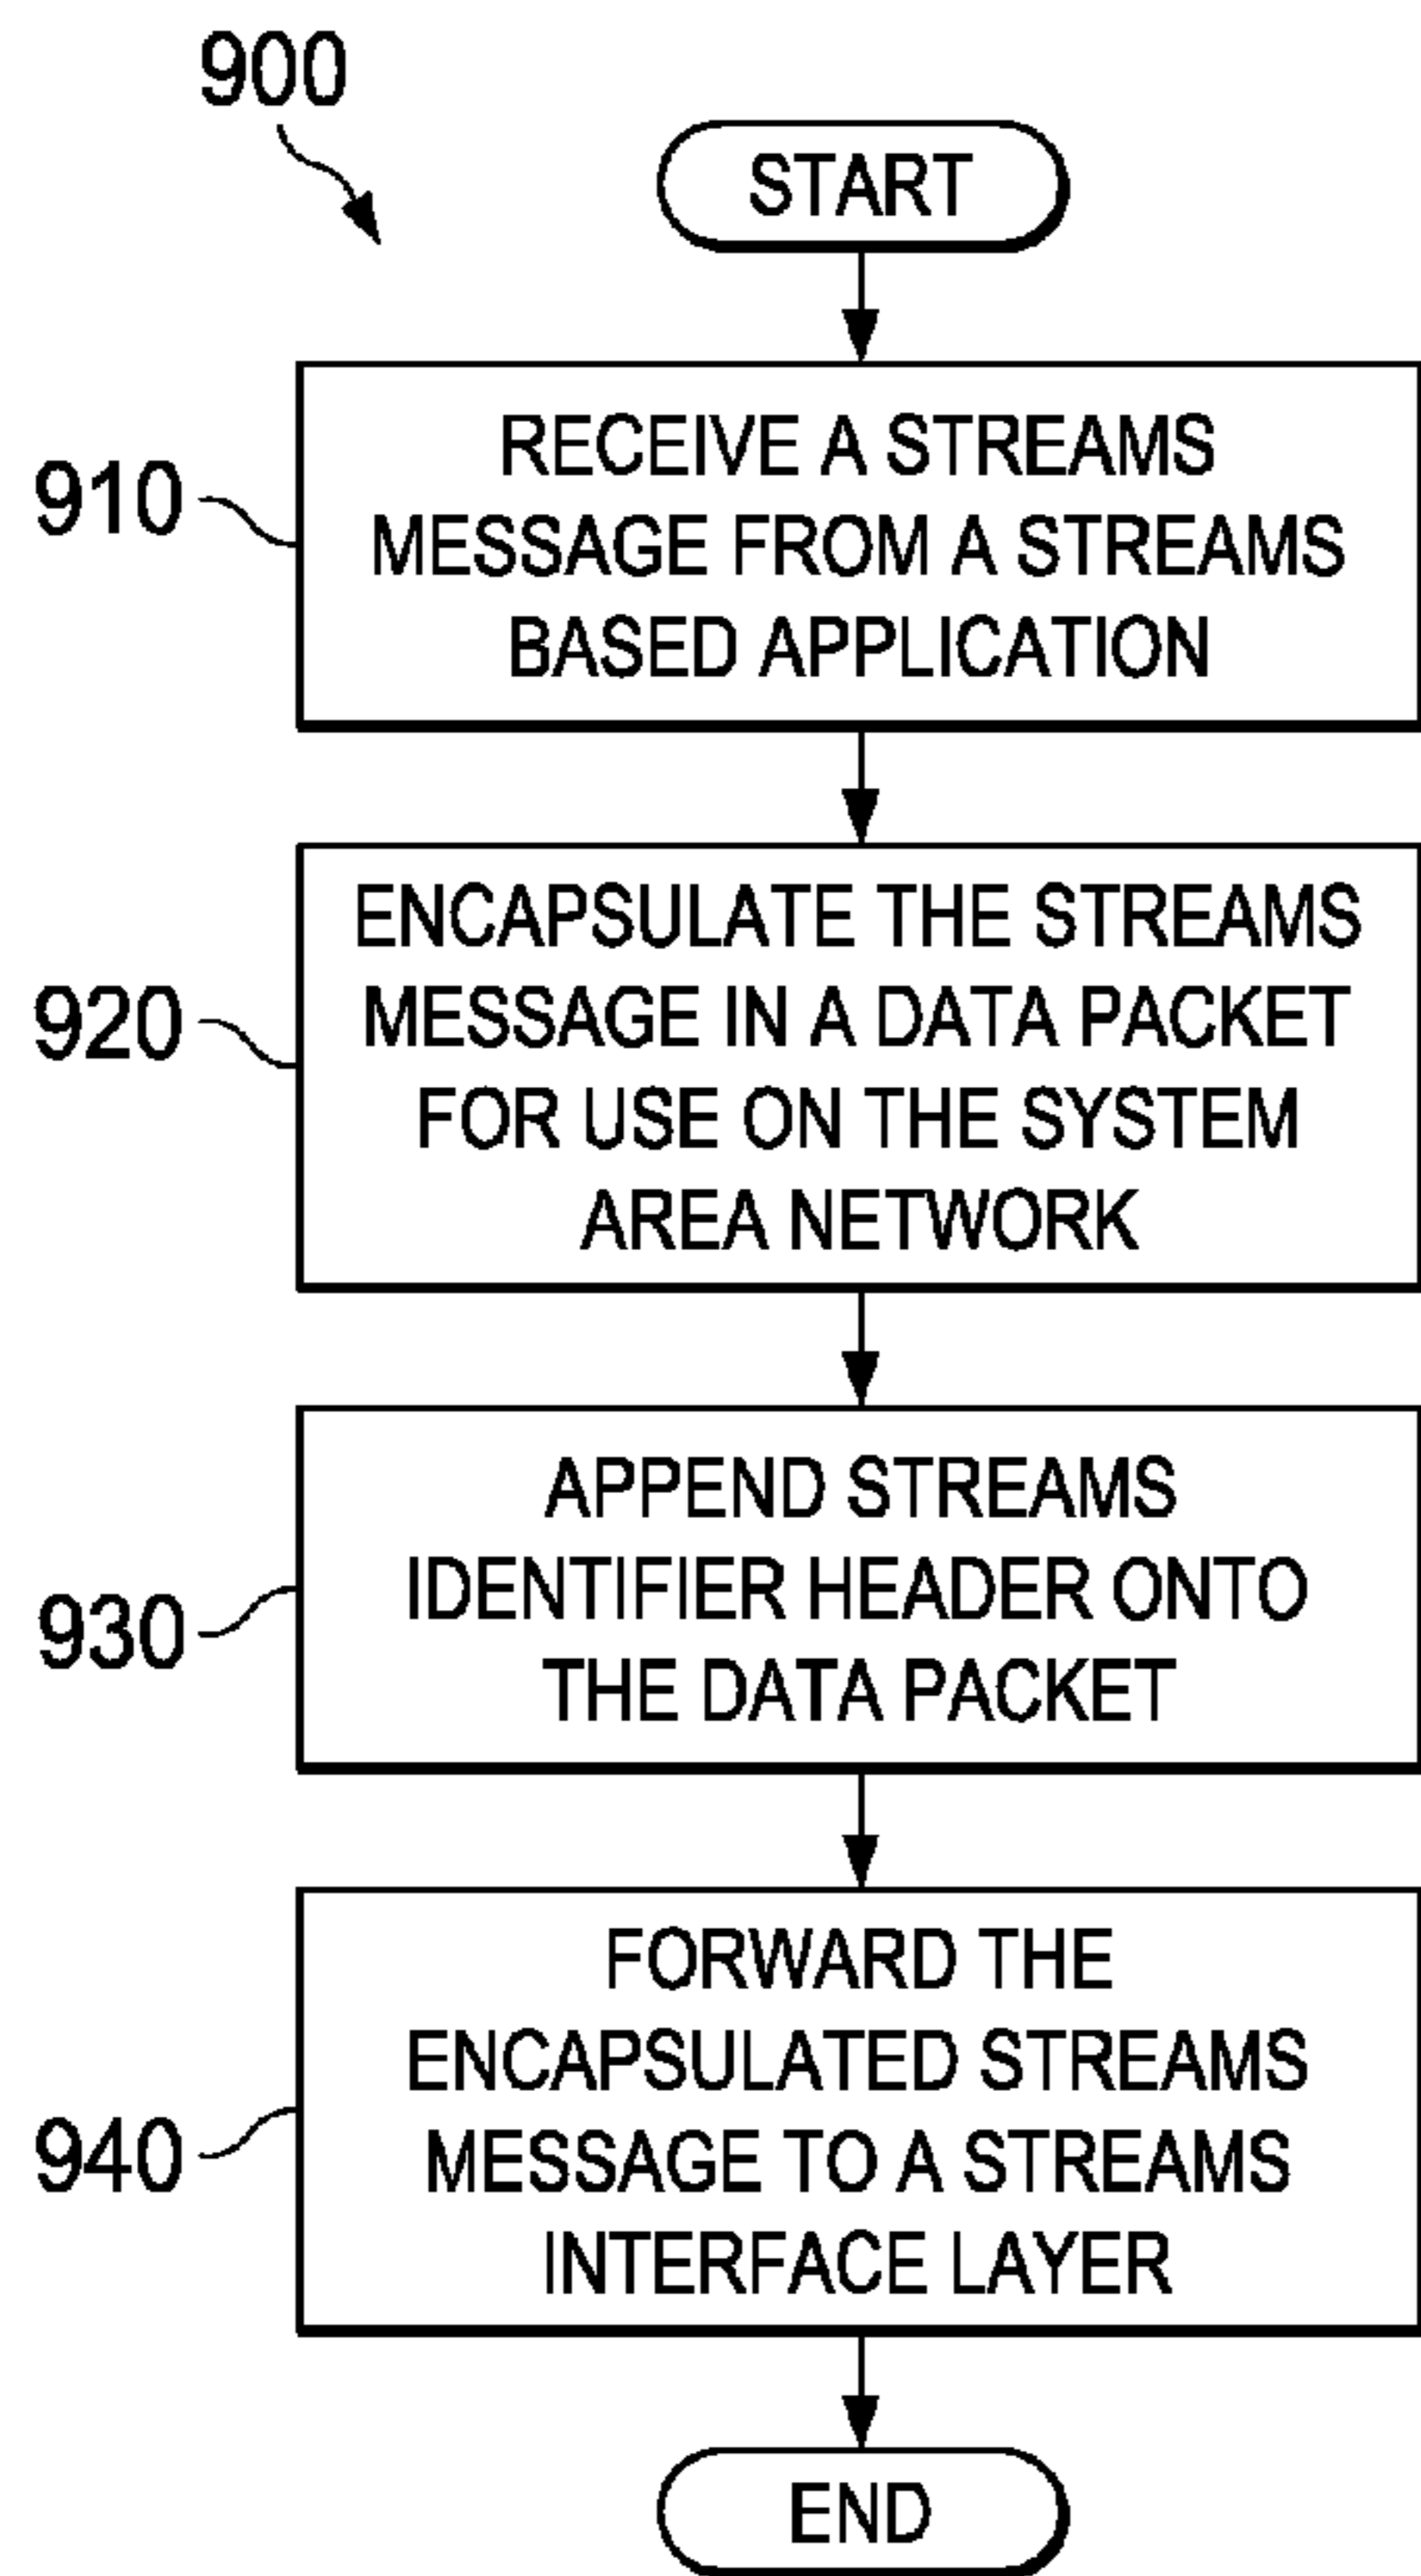 900
START
910
RECEIVE A STREAMS
MESSAGE FROM A STREAMS
BASED APPLICATION
920
ENCAPSULATE THE STREAMS
MESSAGE IN A DATA PACKET
FOR USE ON THE SYSTEM
AREA NETWORK
930
APPEND STREAMS
IDENTIFIER HEADER ONTO
THE DATA PACKET
940
FORWARD THE
ENCAPSULATED STREAMS
MESSAGE TO A STREAMS
INTERFACE LAYER
END